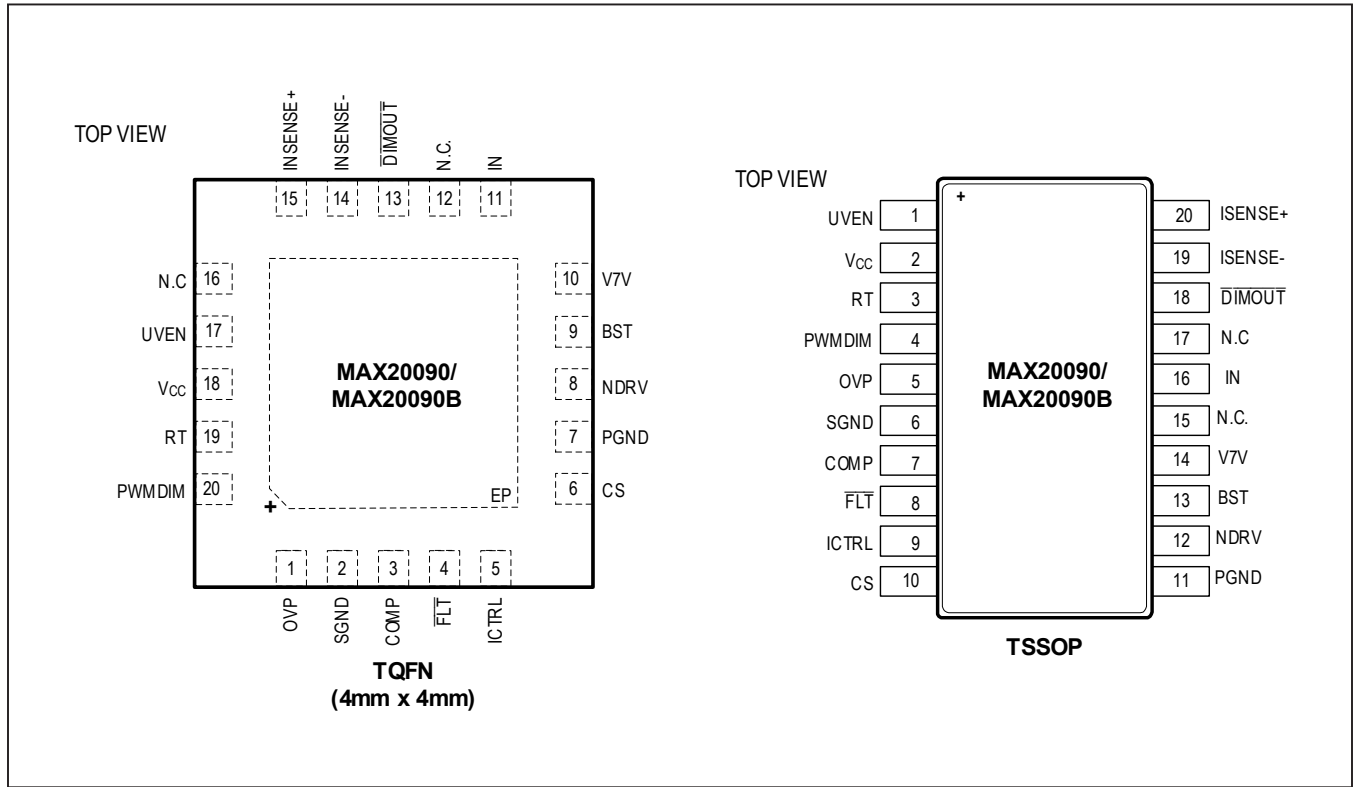 TOP VIEW
INSENSE+
INSENSE-
DIMOUT
N.C.
IN
15
14
13
12
11
N.C 16
UVEN 17
VCC 18
RT 19
PWMDIM 20
10 V7V
9 BST
8 NDRV
7 PGND
6 CS
MAX20090/
MAX20090B
EP
+
1
2
3
4
5
OVP
SGND
COMP
FLT
ICTRL
TQFN
(4mm x 4mm)
TOP VIEW
+
UVEN 1
VCC 2
RT 3
PWMDIM 4
OVP 5
SGND 6
COMP 7
FLT 8
ICTRL 9
CS 10
MAX20090/
MAX20090B
20 ISENSE+
19 ISENSE-
18 DIMOUT
17 N.C
16 IN
15 N.C.
14 V7V
13 BST
12 NDRV
11 PGND
TSSOP